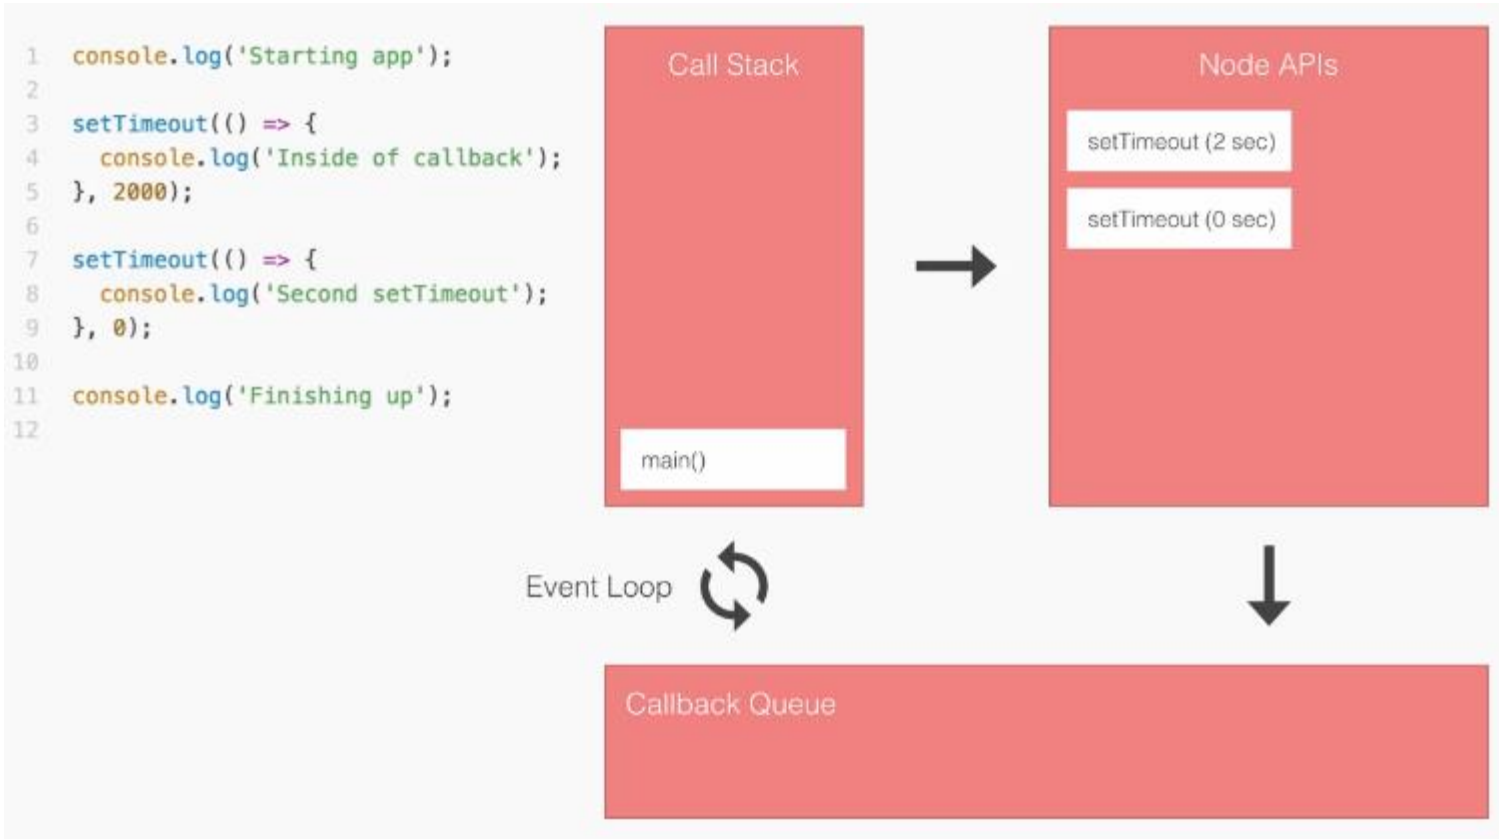 1 console.log('Starting app');
2
3 setTimeout(() => {
4   console.log('Inside of callback');
5 }, 2000);
6
7 setTimeout(() => {
8   console.log('Second setTimeout');
9 }, 0);
10
11 console.log('Finishing up');
12
Call Stack
main()
Node APIs
setTimeout (2 sec)
setTimeout (0 sec)
Event Loop
Callback Queue